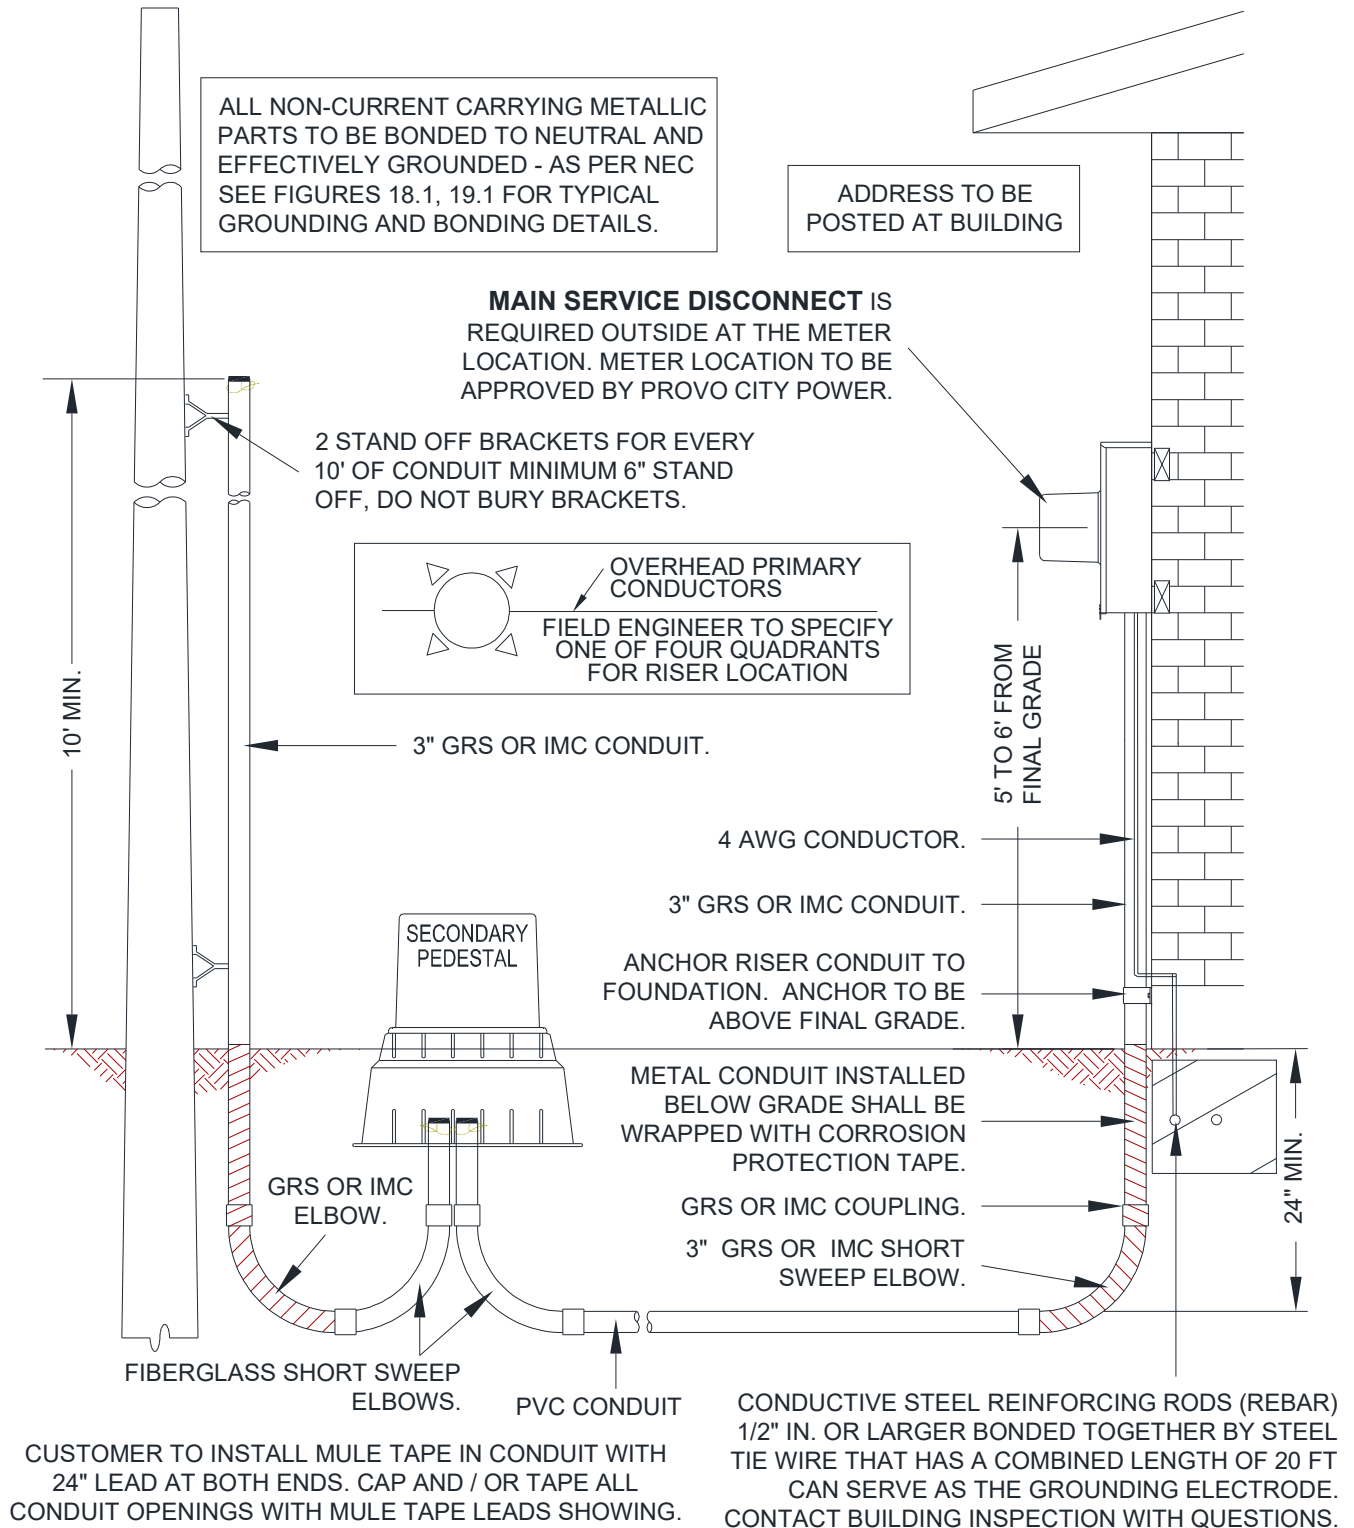 ALL NON-CURRENT CARRYING METALLIC
PARTS TO BE BONDED TO NEUTRAL AND
EFFECTIVELY GROUNDED - AS PER NEC
SEE FIGURES 18.1, 19.1 FOR TYPICAL
GROUNDING AND BONDING DETAILS.
ADDRESS TO BE
POSTED AT BUILDING
MAIN SERVICE DISCONNECT IS
REQUIRED OUTSIDE AT THE METER
LOCATION. METER LOCATION TO BE
APPROVED BY PROVO CITY POWER.
2 STAND OFF BRACKETS FOR EVERY
10' OF CONDUIT MINIMUM 6" STAND
OFF, DO NOT BURY BRACKETS.
OVERHEAD PRIMARY
CONDUCTORS
FIELD ENGINEER TO SPECIFY
ONE OF FOUR QUADRANTS
FOR RISER LOCATION
10' MIN.
3" GRS OR IMC CONDUIT.
5' TO 6' FROM
FINAL GRADE
4 AWG CONDUCTOR.
3" GRS OR IMC CONDUIT.
SECONDARY
PEDESTAL
ANCHOR RISER CONDUIT TO
FOUNDATION. ANCHOR TO BE
ABOVE FINAL GRADE.
METAL CONDUIT INSTALLED
BELOW GRADE SHALL BE
WRAPPED WITH CORROSION
PROTECTION TAPE.
24" MIN.
GRS OR IMC
ELBOW.
GRS OR IMC COUPLING.
3" GRS OR IMC SHORT
SWEEP ELBOW.
FIBERGLASS SHORT SWEEP
ELBOWS.
PVC CONDUIT
CUSTOMER TO INSTALL MULE TAPE IN CONDUIT WITH
24" LEAD AT BOTH ENDS. CAP AND / OR TAPE ALL
CONDUIT OPENINGS WITH MULE TAPE LEADS SHOWING.
CONDUCTIVE STEEL REINFORCING RODS (REBAR)
1/2" IN. OR LARGER BONDED TOGETHER BY STEEL
TIE WIRE THAT HAS A COMBINED LENGTH OF 20 FT
CAN SERVE AS THE GROUNDING ELECTRODE.
CONTACT BUILDING INSPECTION WITH QUESTIONS.